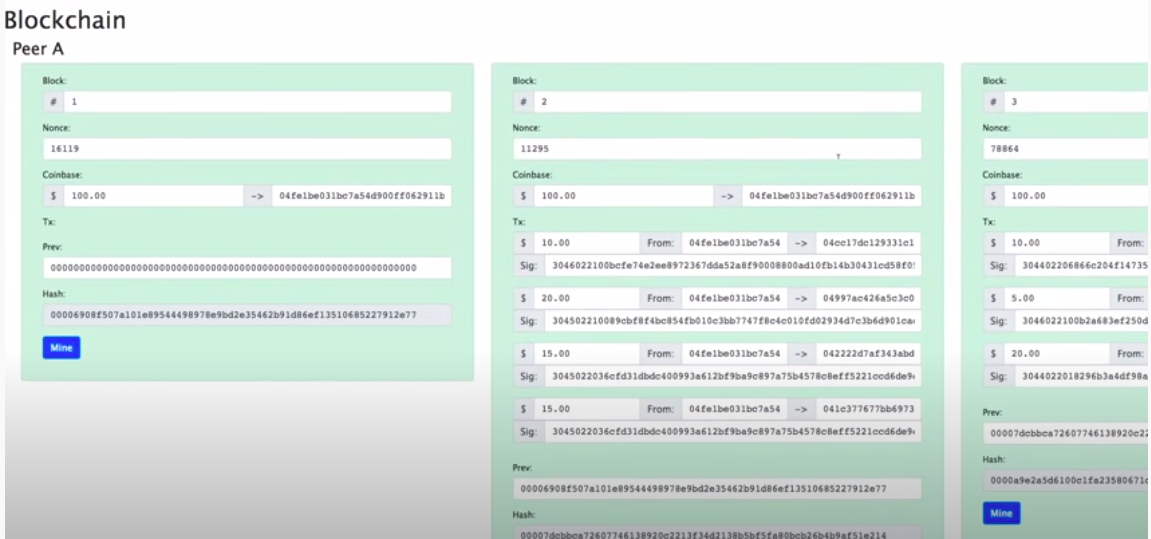 Blockchain
Peer A
Block:
# 1
Nonce:
16119
Coinbase:
$ 100.00 -> 04fe1be031bc7a54d900ff062911b
Tx:
Prev:
0000000000000000000000000000000000000000000000000000000000000000
Hash:
00006908f507a101e89544498978e9bd2e35462b91d86ef13510685227912e77
Mine
Block:
# 2
Nonce:
11295
Coinbase:
$ 100.00 -> 04fe1be031bc7a54d900ff062911b
Tx:
$ 10.00 From: 04fe1be031bc7a54 -> 04cc17dc129331c1
Sig: 3046022100bcfe74e2ee8972367dda52a8f90008800ad10fb14b30431cd58f0
$ 20.00 From: 04fe1be031bc7a54 -> 04997ac426a5c3c0
Sig: 304502210089cbf8f4bc854fb010c3bb7747f8c4c010fd02934d7c3b6d901ca
$ 15.00 From: 04fe1be031bc7a54 -> 042222d7af343abd
Sig: 3045022036cfd31dbdc400993a612bf9ba9c897a75b4578c8eff5221ccd6de9
$ 15.00 From: 04fe1be031bc7a54 -> 041c377677bb6973
Sig: 3045022036cfd31dbdc400993a612bf9ba9c897a75b4578c8eff5221ccd6de9
Prev:
00006908f507a101e89544498978e9bd2e35462b91d86ef13510685227912e77
Hash:
00007dcbbca72607746138920c2213f34d2138b5bf5fa80bcb26b4b9af51e214
Block:
# 3
Nonce:
78864
Coinbase:
$ 100.00
Tx:
$ 10.00 From:
Sig: 304402206866c204f14735
$ 5.00 From:
Sig: 3046022100b2a683ef250d
$ 20.00 From:
Sig: 3044022018296b3a4df98a
Prev:
00007dcbbca72607746138920c22
Hash:
0000a9e2a5d6100c1fa23580671c
Mine